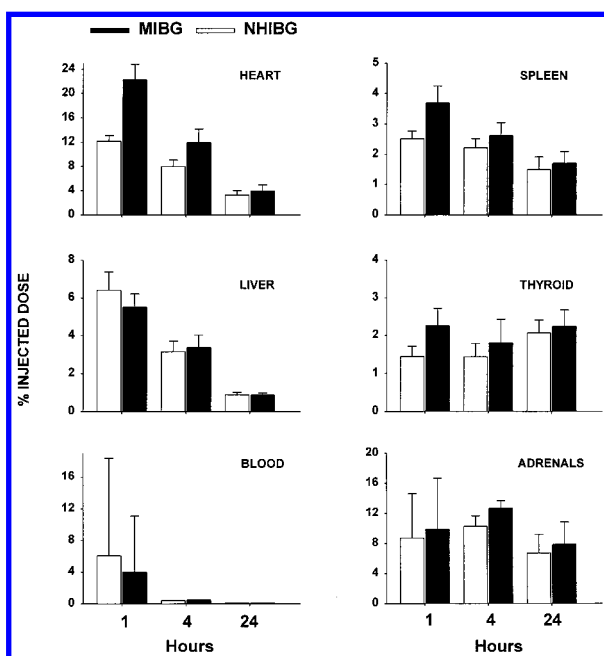 MIBG NHIBG
HEART
24
20
16
12
8
4
0
SPLEEN
5
4
3
2
1
0
% INJECTED DOSE
LIVER
8
6
4
2
0
THYROID
4
3
2
1
0
BLOOD
16
12
8
4
0
1 4 24
Hours
ADRENALS
20
16
12
8
4
0
1 4 24
Hours